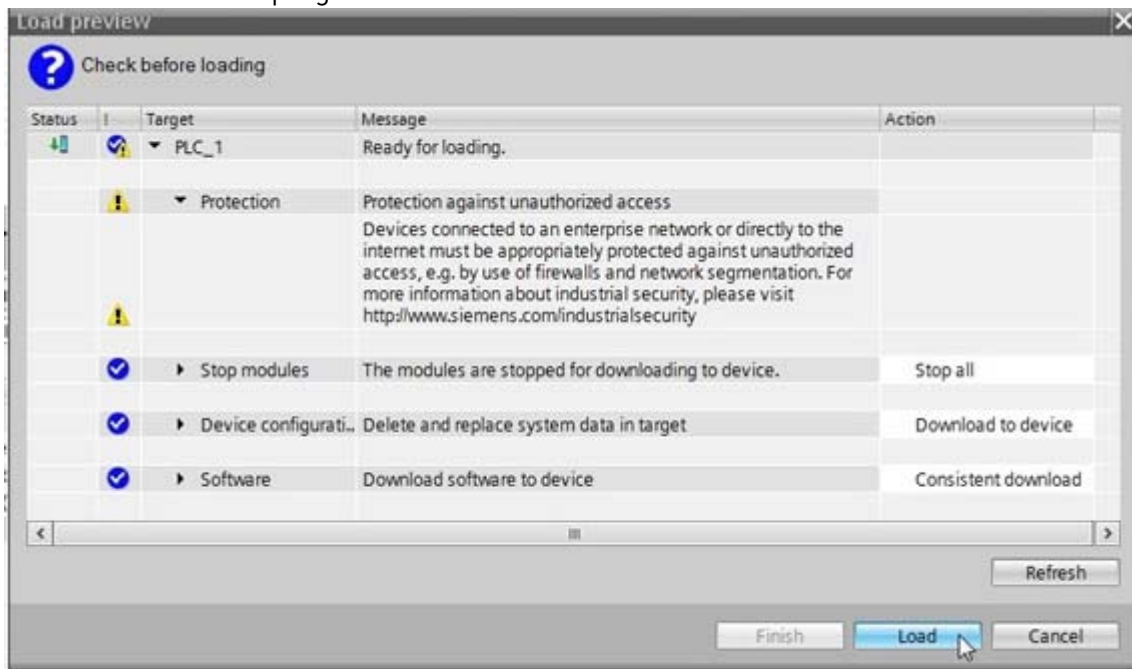 Load preview
Check before loading
Status ! Target Message Action
PLC_1 Ready for loading.
Protection Protection against unauthorized access
Devices connected to an enterprise network or directly to the
internet must be appropriately protected against unauthorized
access, e.g. by use of firewalls and network segmentation. For
more information about industrial security, please visit
http://www.siemens.com/industrialsecurity
Stop modules The modules are stopped for downloading to device. Stop all
Device configurati... Delete and replace system data in target Download to device
Software Download software to device Consistent download
Refresh
Finish Load Cancel